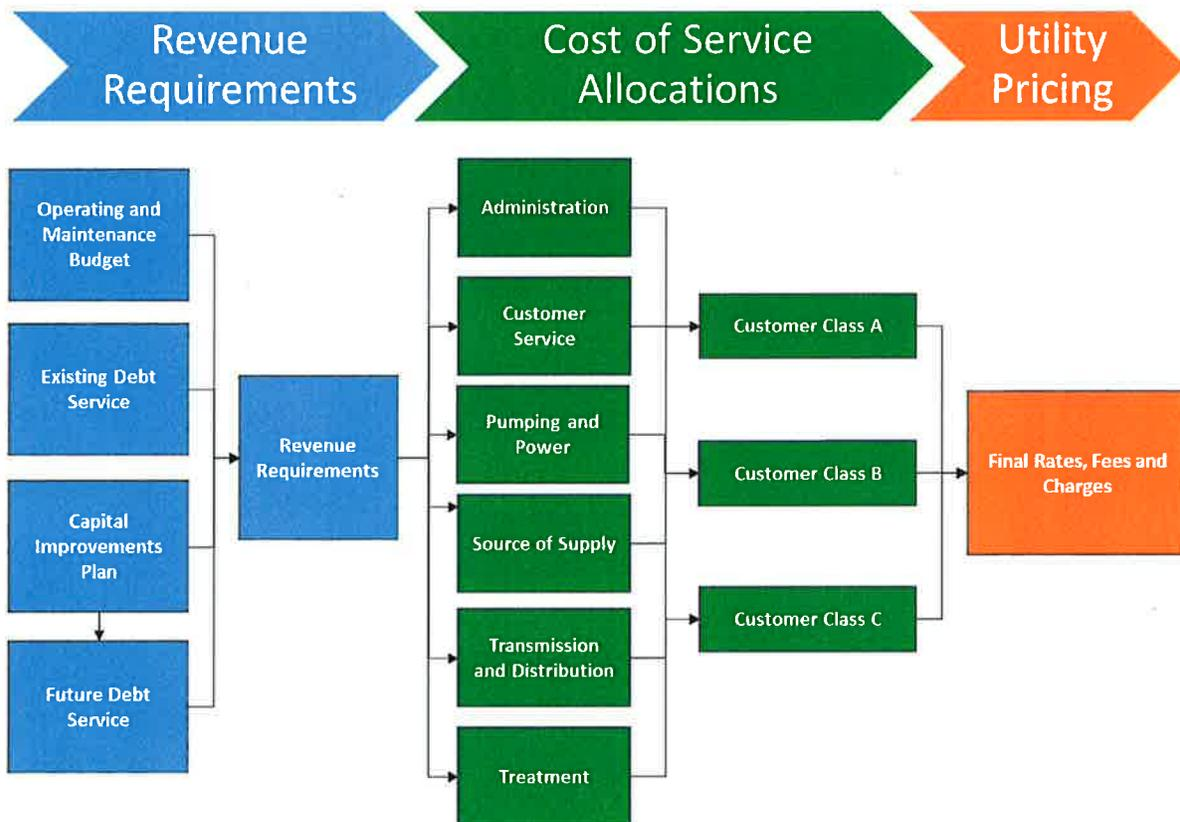 Revenue
Requirements
Cost of Service
Allocations
Utility
Pricing
Operating and
Maintenance
Budget
Existing Debt
Service
Capital
Improvements
Plan
Future Debt
Service
Revenue
Requirements
Administration
Customer
Service
Pumping and
Power
Source of Supply
Transmission
and Distribution
Treatment
Customer Class A
Customer Class B
Customer Class C
Final Rates, Fees and
Charges